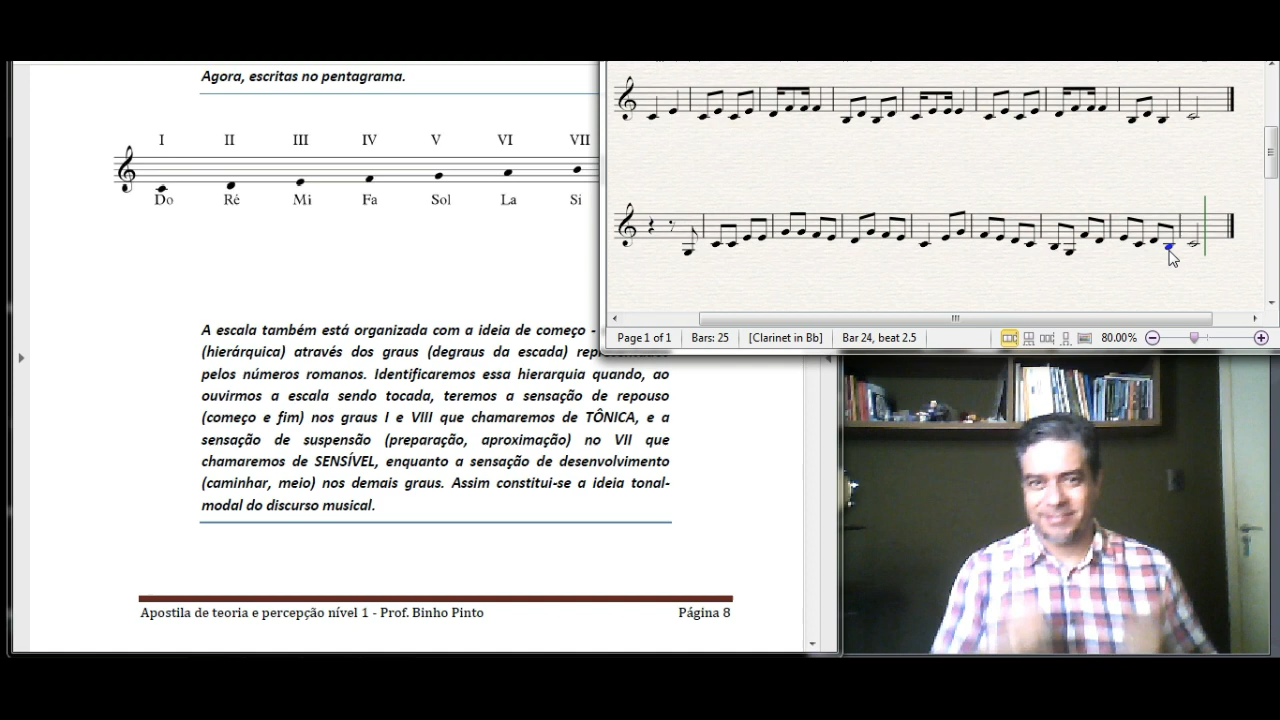 Agora, escritas no pentagrama.
I II III IV V VI VII
Do Ré Mi Fa Sol La Si
A escala também está organizada com a ideia de começo -
(hierárquica) através dos graus (degraus da escada)
pelos números romanos. Identificaremos essa hierarquia quando, ao
ouvirmos a escala sendo tocada, teremos a sensação de repouso
(começo e fim) nos graus I e VIII que chamaremos de TÔNICA, e a
sensação de suspensão (preparação, aproximação) no VII que
chamaremos de SENSÍVEL, enquanto a sensação de desenvolvimento
(caminhar, meio) nos demais graus. Assim constitui-se a ideia tonal-
modal do discurso musical.
Apostila de teoria e percepção nível 1 - Prof. Binho Pinto Página 8
Page 1 of 1 Bars: 25 [Clarinet in Bb] Bar 24, beat 2.5 80.00%